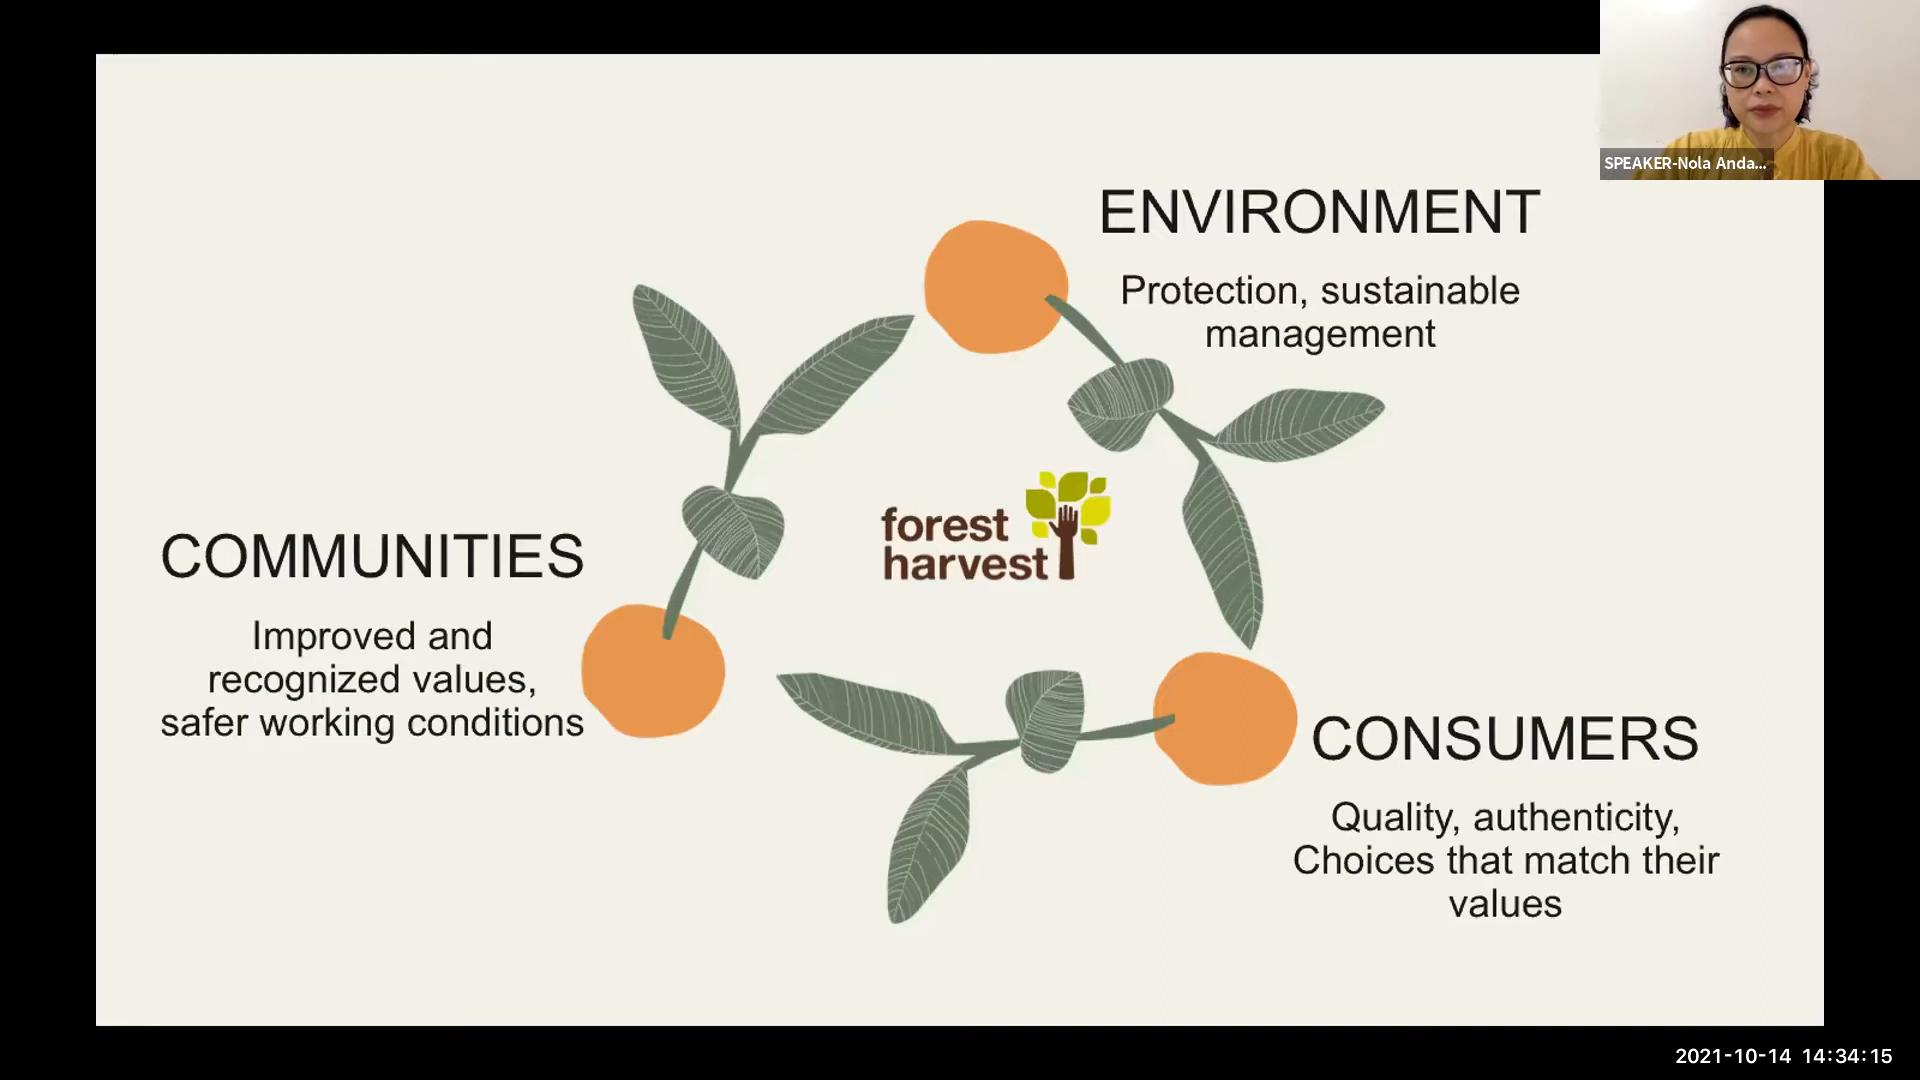 SPEAKER-Nola Anda...
ENVIRONMENT
Protection, sustainable
management
forest
harvest
COMMUNITIES
Improved and
recognized values,
safer working conditions
CONSUMERS
Quality, authenticity,
Choices that match their
values
2021-10-14 14:34:15